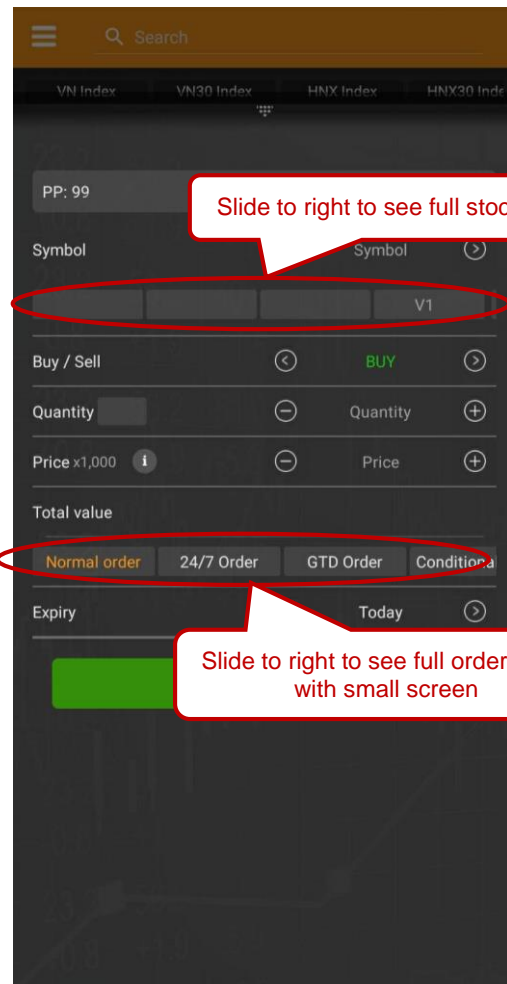 Search
VN Index VN30 Index HNX Index HNX30 Inde
PP: 99
Slide to right to see full stoc
Symbol Symbol
V1
Buy / Sell BUY
Quantity Quantity
Price x1,000 i Price
Total value
Normal order 24/7 Order GTD Order Conditiona
Expiry Today
Slide to right to see full order
with small screen